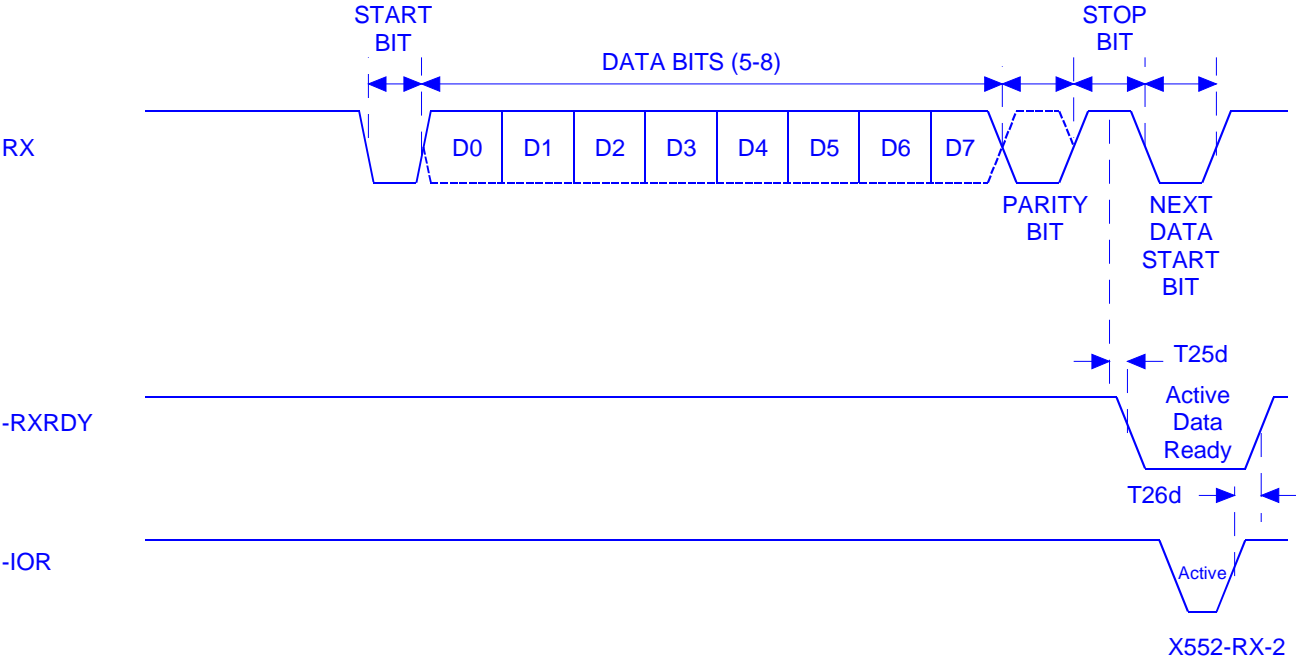 START
BIT
STOP
BIT
DATA BITS (5-8)
RX
D0 D1 D2 D3 D4 D5 D6 D7
PARITY
BIT
NEXT
DATA
START
BIT
T25d
-RXRDY
Active
Data
Ready
T26d
-IOR
Active
X552-RX-2